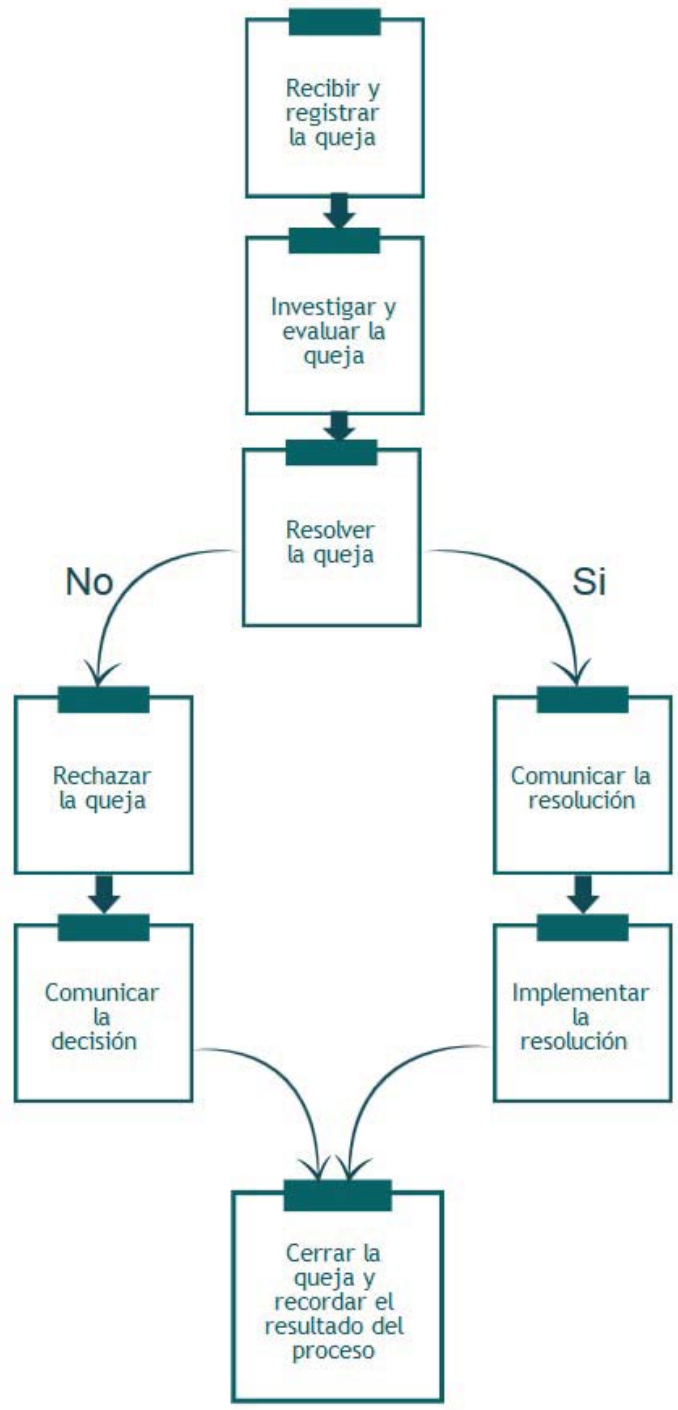 Recibir y
registrar
la queja
Investigar y
evaluar la
queja
Resolver
la queja
No
Si
Rechazar
la queja
Comunicar la
resolución
Comunicar
la
decisión
Implementar
la
resolución
Cerrar la
queja y
recordar el
resultado del
proceso